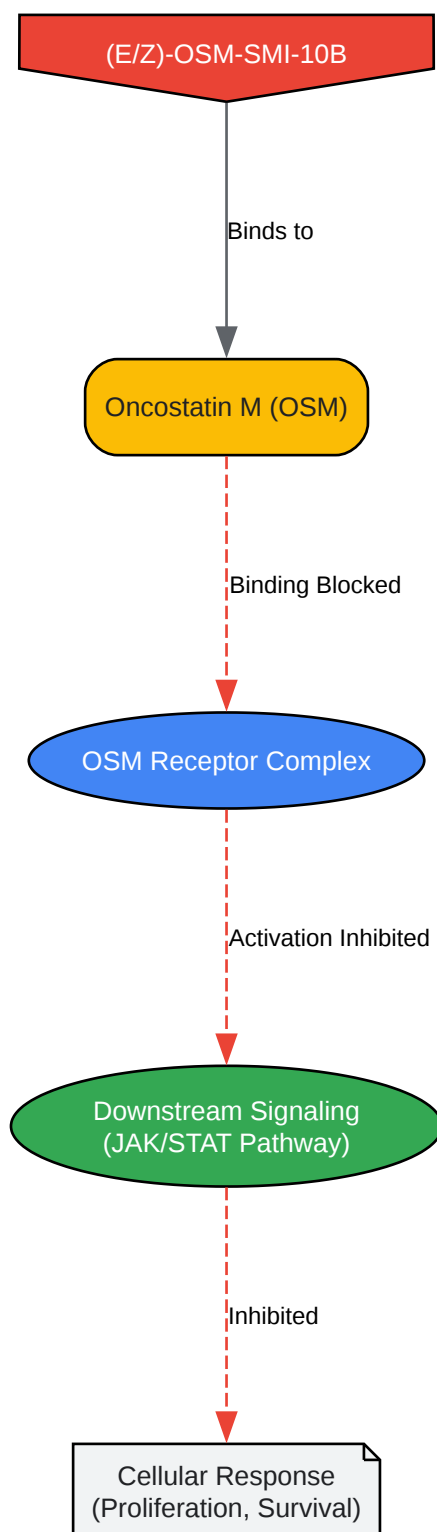 (E/Z)-OSM-SMI-10B
Binds to
Oncostatin M (OSM)
Binding Blocked
OSM Receptor Complex
Activation Inhibited
Downstream Signaling
(JAK/STAT Pathway)
Inhibited
Cellular Response
(Proliferation, Survival)